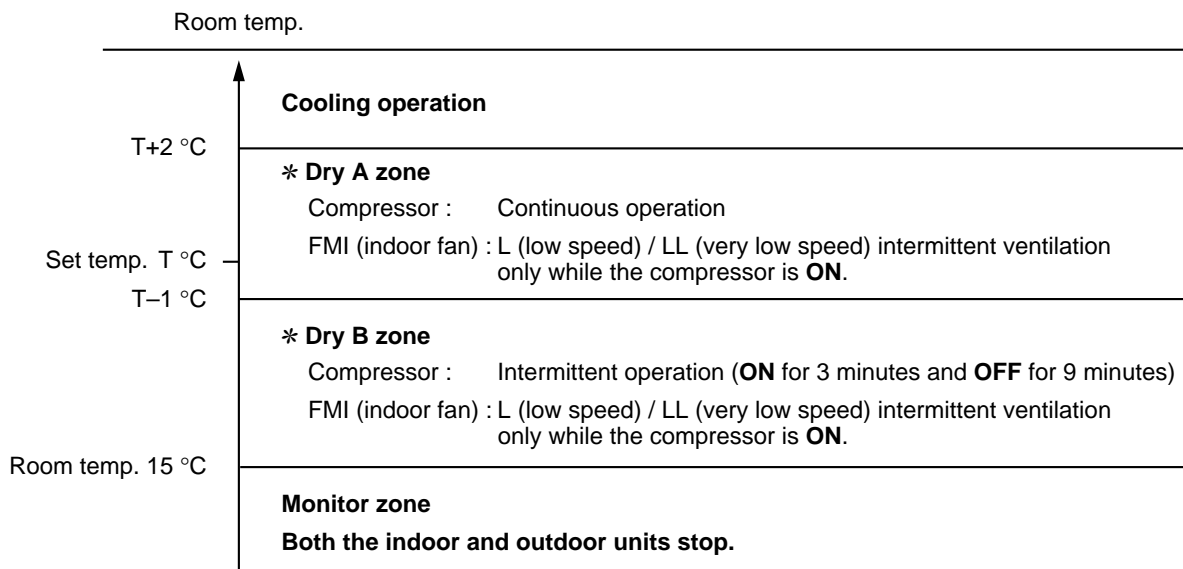 Room temp.
Cooling operation
T+2 °C
* Dry A zone
Compressor : Continuous operation
FMI (indoor fan) : L (low speed) / LL (very low speed) intermittent ventilation
only while the compressor is ON.
Set temp. T °C
T–1 °C
* Dry B zone
Compressor : Intermittent operation (ON for 3 minutes and OFF for 9 minutes)
FMI (indoor fan) : L (low speed) / LL (very low speed) intermittent ventilation
only while the compressor is ON.
Room temp. 15 °C
Monitor zone
Both the indoor and outdoor units stop.